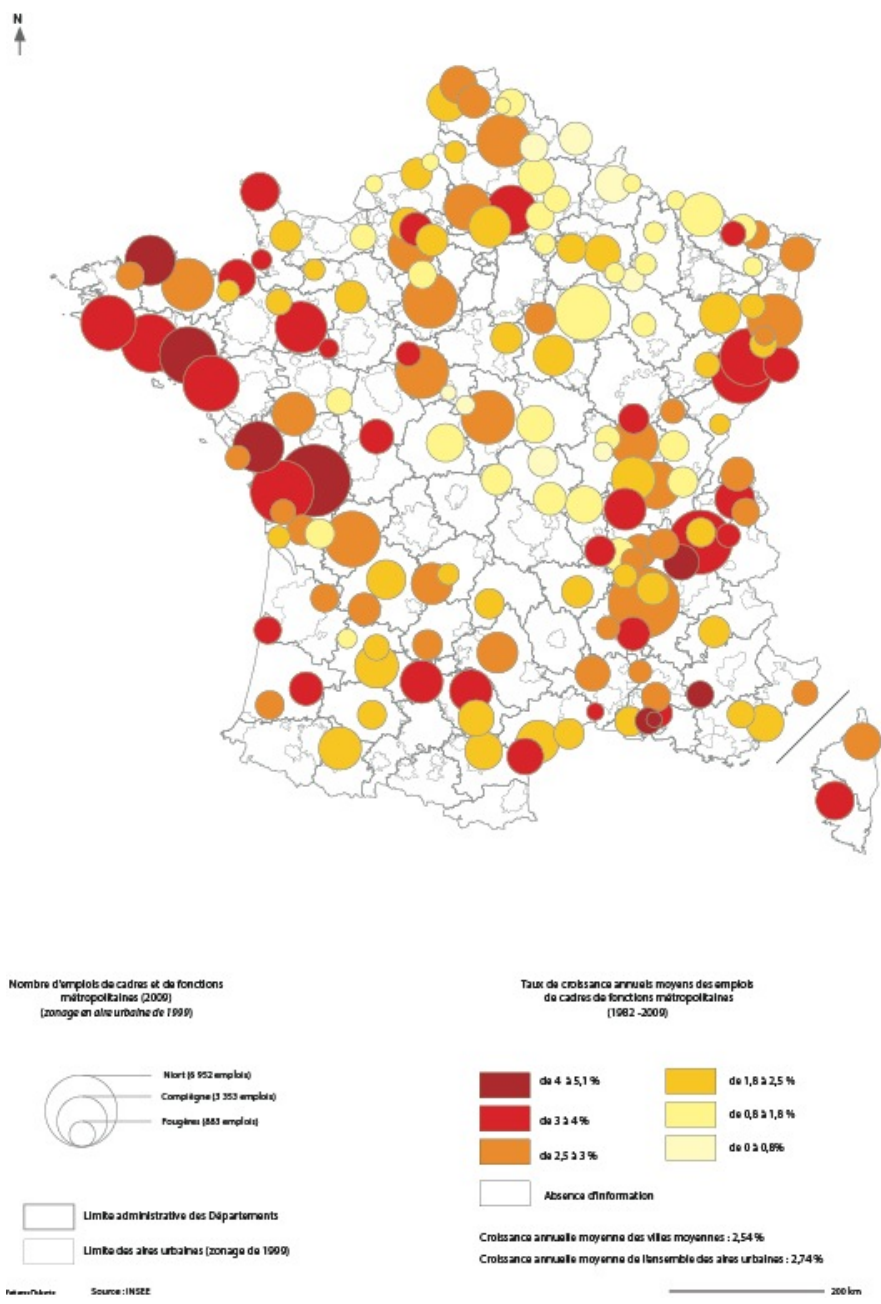 N
Nombre d'emplois de cadres et de fonctions
métropolitaines (2009)
(zonage en aire urbaine de 1999)
Niort (6 952 emplois)
Compiègne (3 353 emplois)
Fougères (883 emplois)
Limite administrative des Départements
Limite des aires urbaines (zonage de 1999)
Source : INSEE
Taux de croissance annuels moyens des emplois
de cadres de fonctions métropolitaines
(1982 -2009)
de 4 à 5,1 %
de 3 à 4%
de 2,5 à 3%
de 1,8 à 2,5 %
de 0,8 à 1,8 %
de 0 à 0,8%
Absence d'information
Croissance annuelle moyenne des villes moyennes : 2,54 %
Croissance annuelle moyenne de l'ensemble des aires urbaines : 2,74 %
200 km